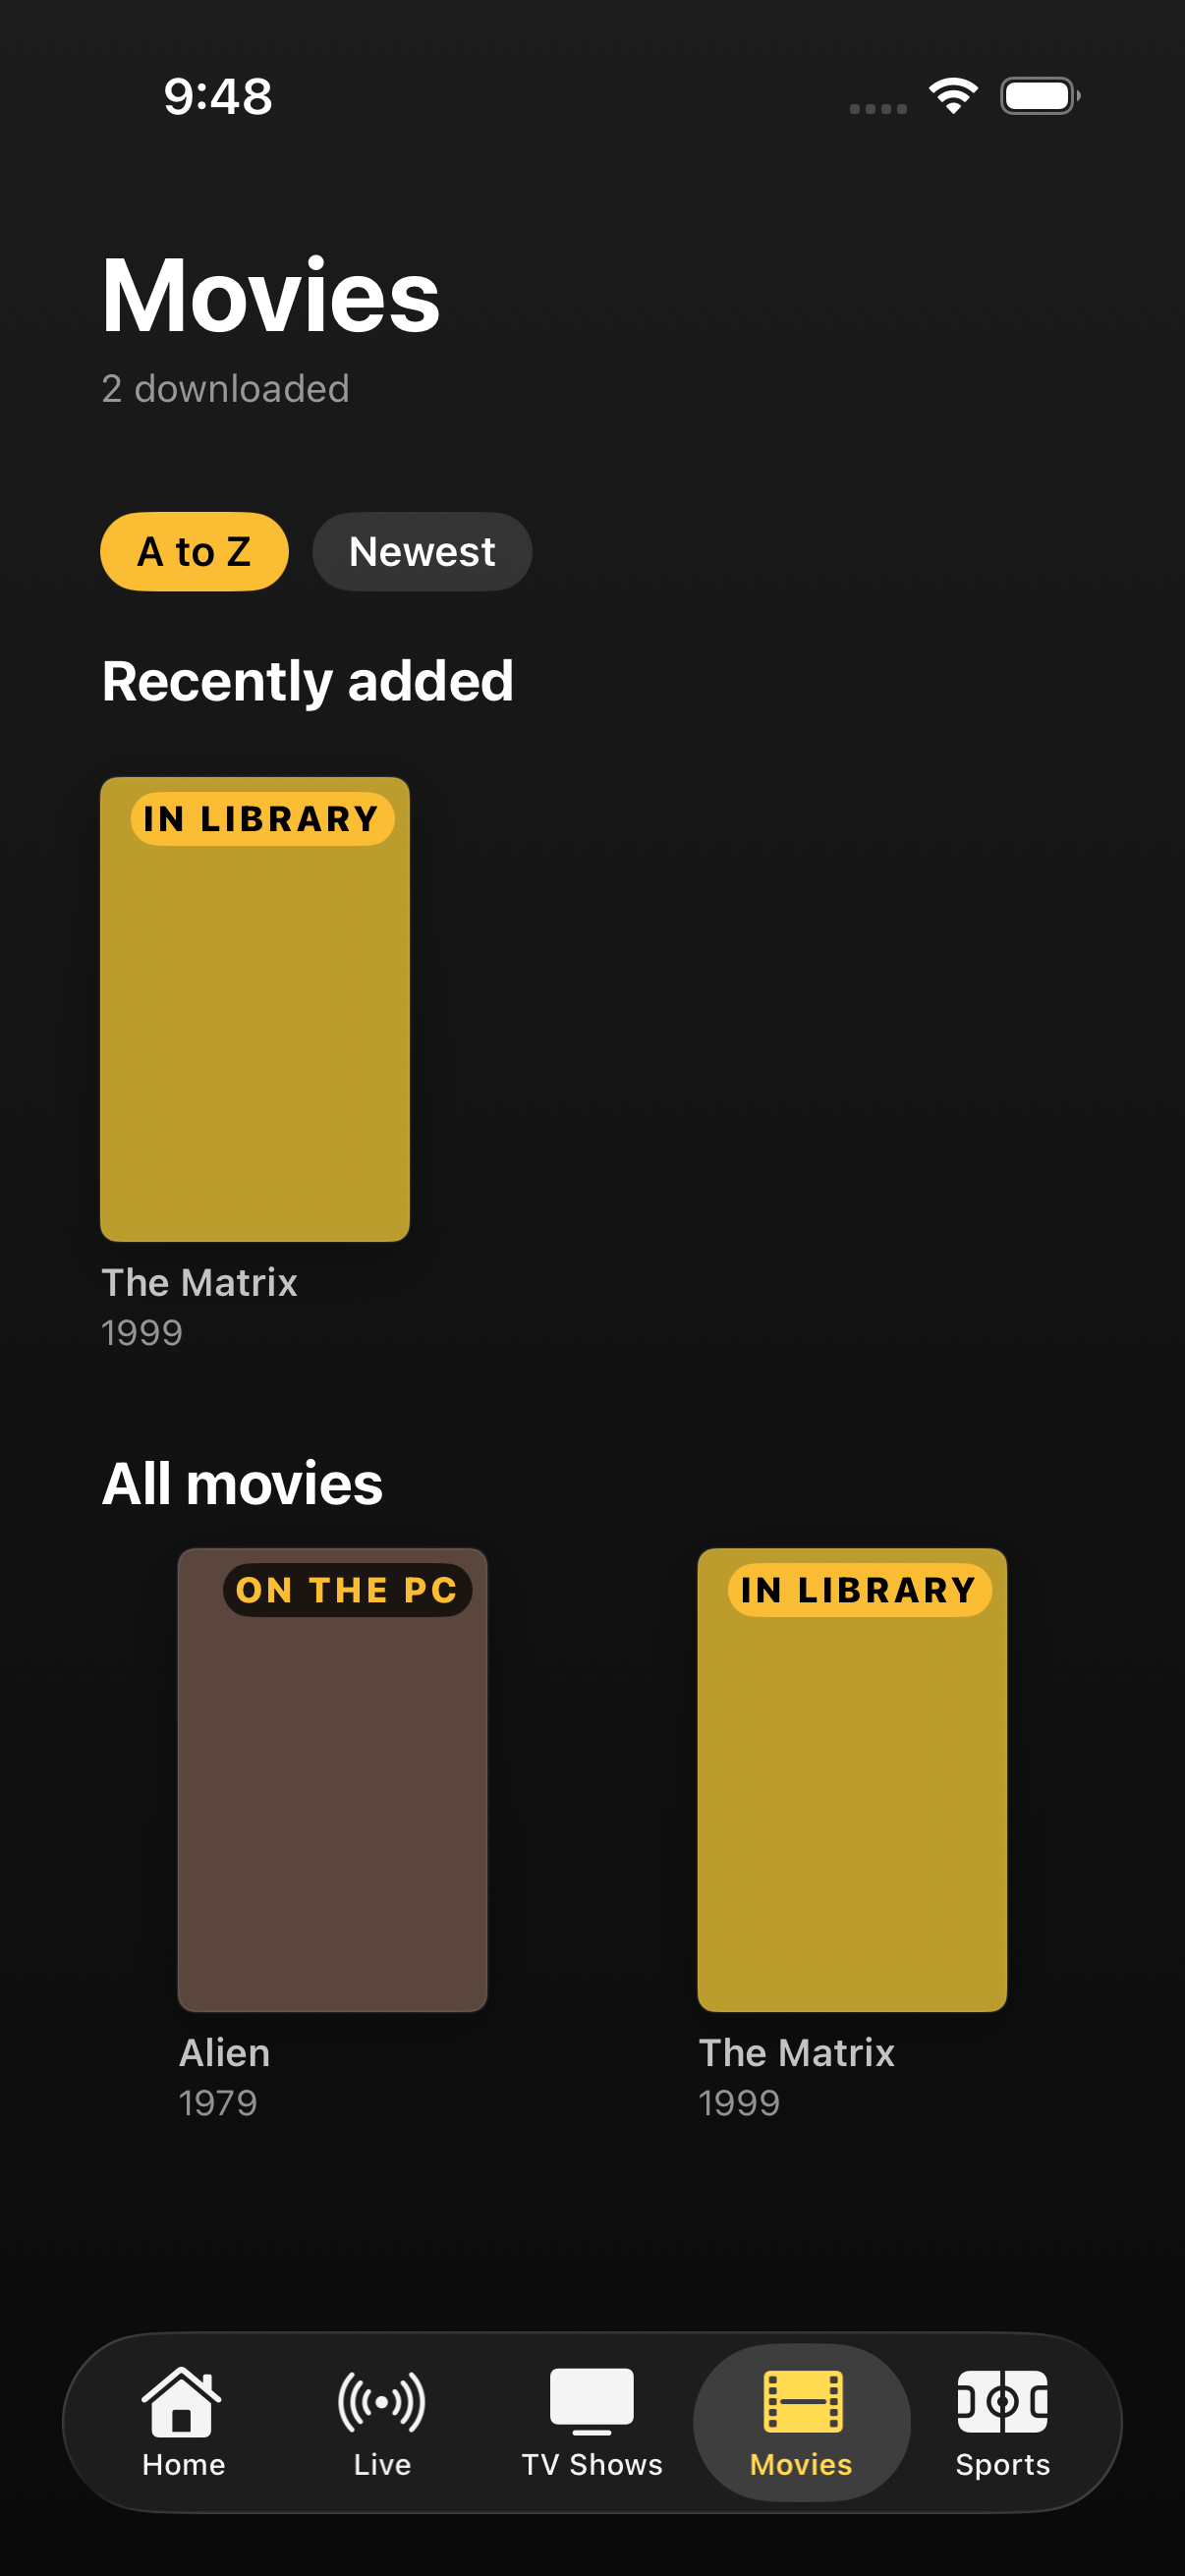 9:48
Movies
2 downloaded
A to Z
Newest
Recently added
IN LIBRARY
The Matrix
1999
All movies
ON THE PC
Alien
1979
IN LIBRARY
The Matrix
1999
Home
Live
TV Shows
Movies
Sports